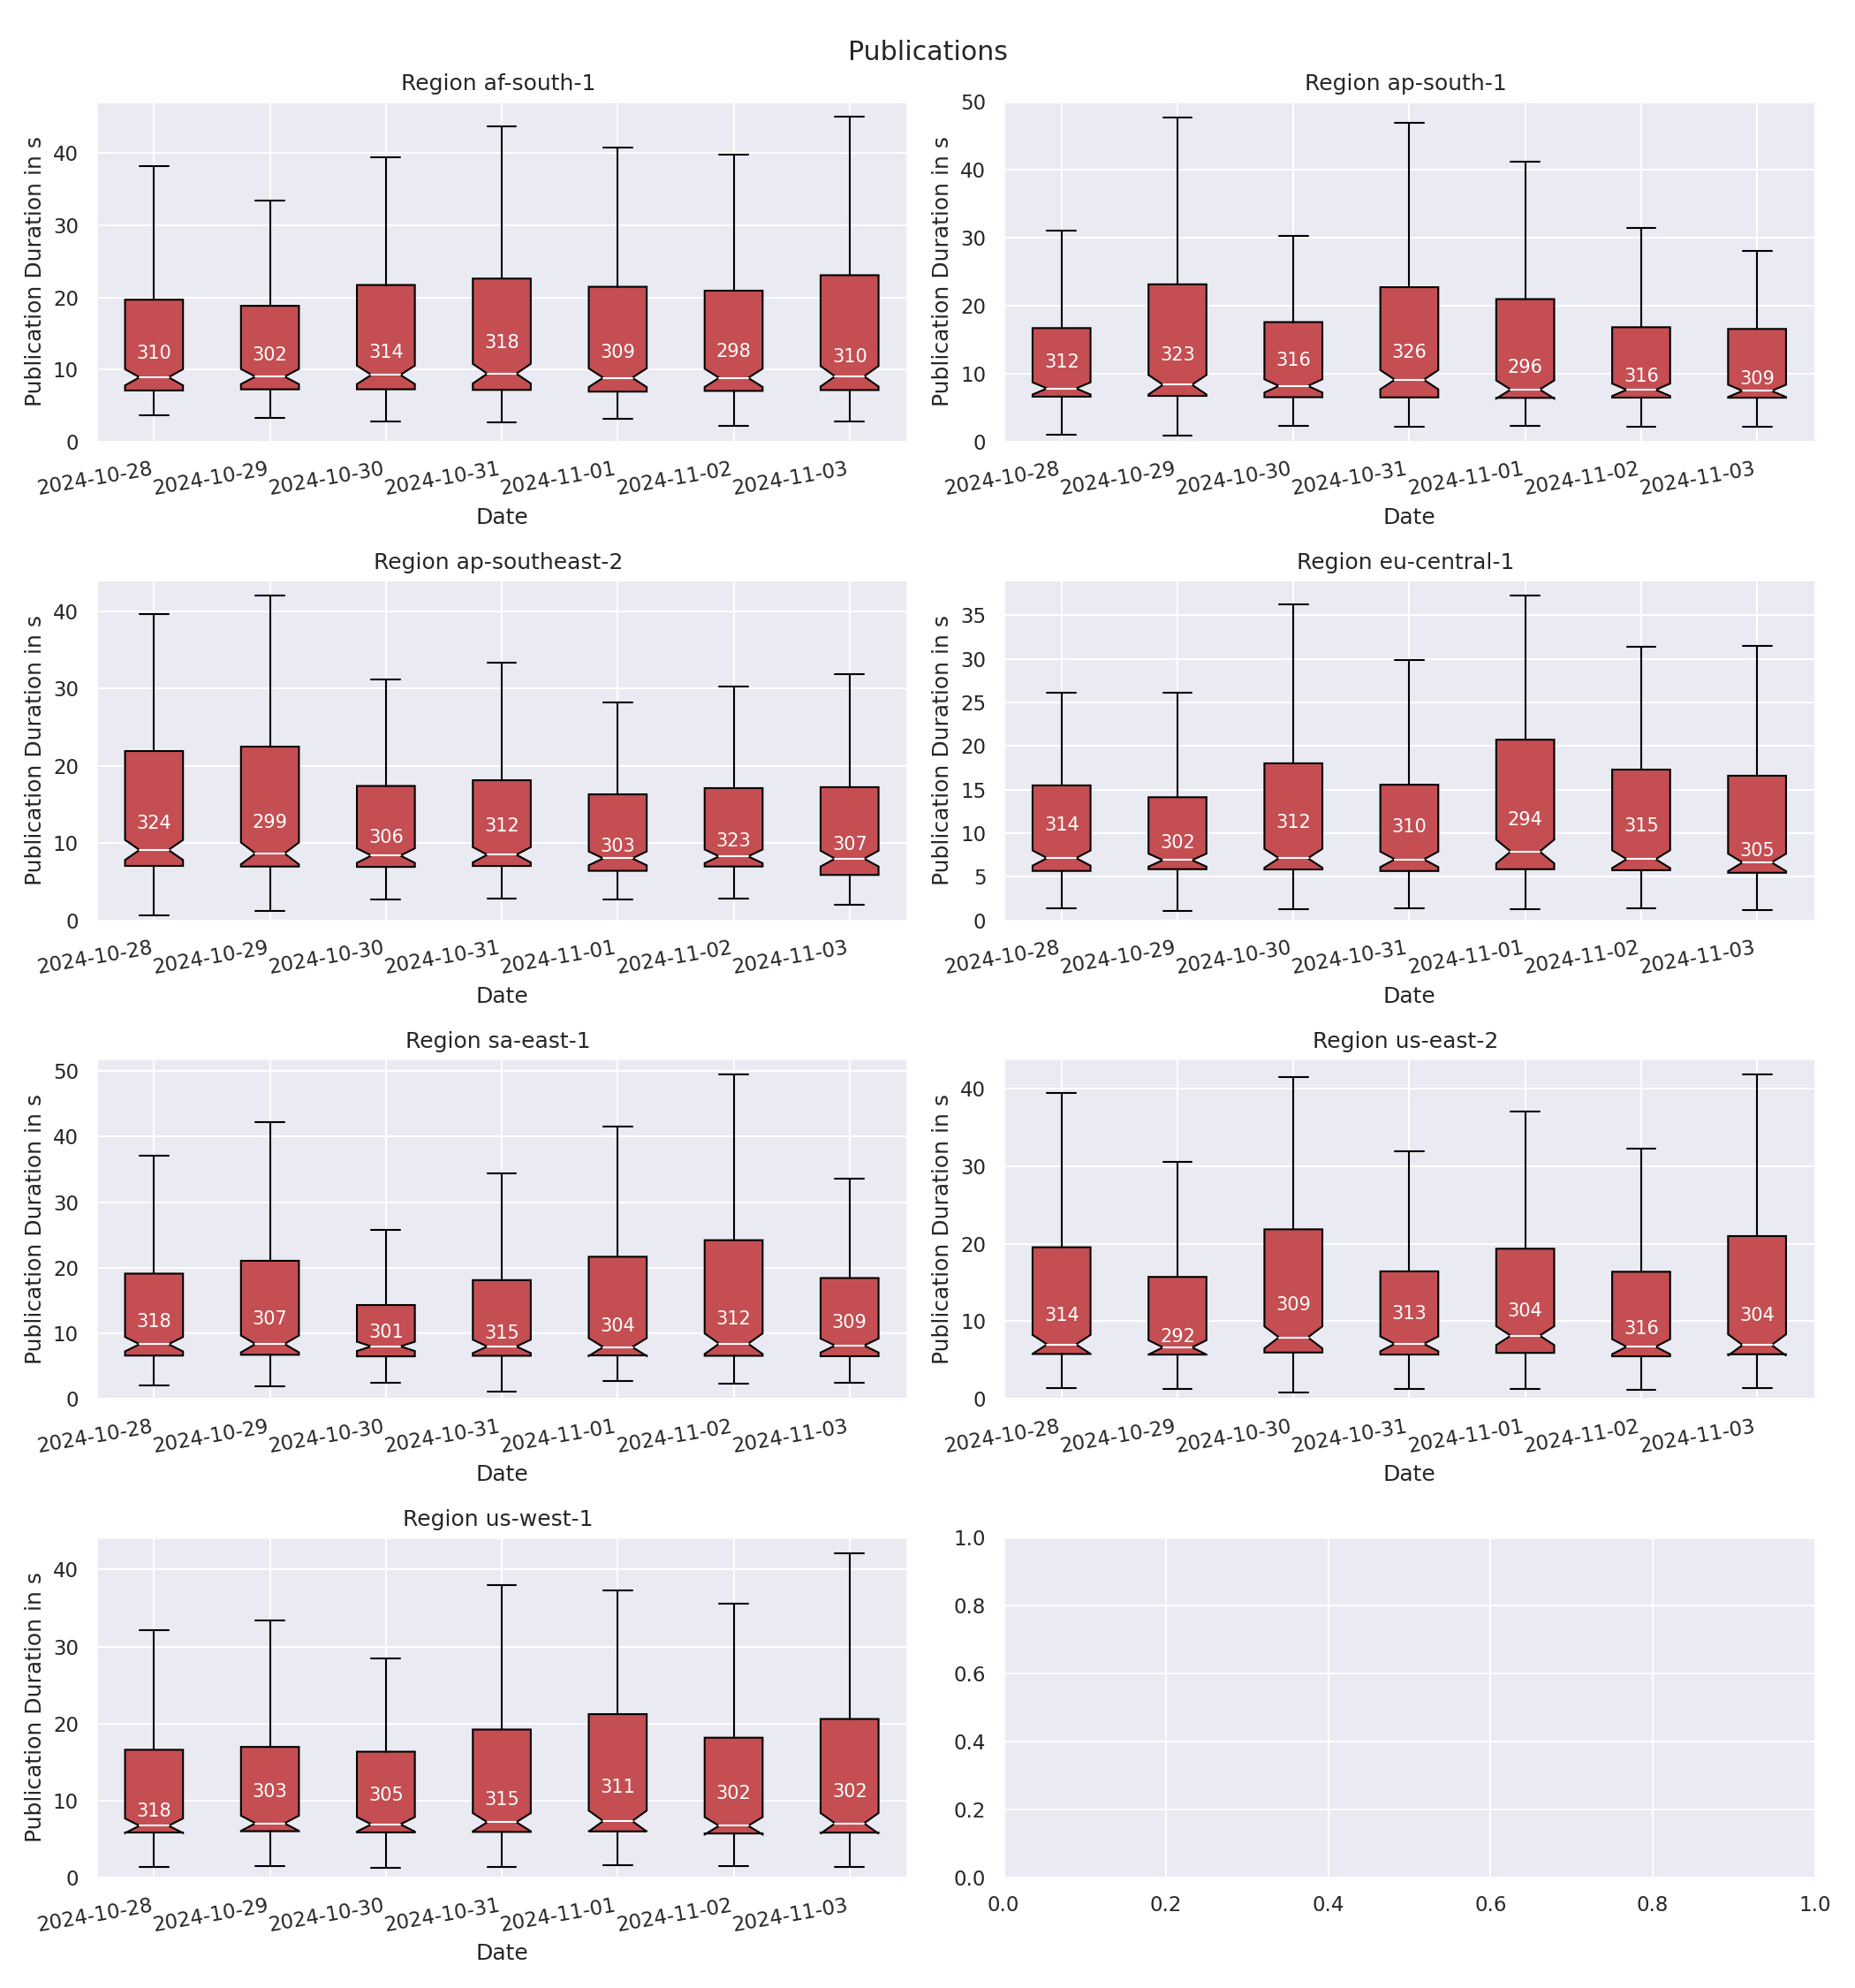 Publications
Region af-south-1
Publication Duration in s
40
30
20
10
0
310 302 314 318 309 298 310
2024-10-28 2024-10-29 2024-10-30 2024-10-31 2024-11-01 2024-11-02 2024-11-03
Date
Region ap-south-1
Publication Duration in s
50
40
30
20
10
0
312 323 316 326 296 316 309
2024-10-28 2024-10-29 2024-10-30 2024-10-31 2024-11-01 2024-11-02 2024-11-03
Date
Region ap-southeast-2
Publication Duration in s
40
30
20
10
0
324 299 306 312 303 323 307
2024-10-28 2024-10-29 2024-10-30 2024-10-31 2024-11-01 2024-11-02 2024-11-03
Date
Region eu-central-1
Publication Duration in s
35
30
25
20
15
10
5
0
314 302 312 310 294 315 305
2024-10-28 2024-10-29 2024-10-30 2024-10-31 2024-11-01 2024-11-02 2024-11-03
Date
Region sa-east-1
Publication Duration in s
50
40
30
20
10
0
318 307 301 315 304 312 309
2024-10-28 2024-10-29 2024-10-30 2024-10-31 2024-11-01 2024-11-02 2024-11-03
Date
Region us-east-2
Publication Duration in s
40
30
20
10
0
314 292 309 313 304 316 304
2024-10-28 2024-10-29 2024-10-30 2024-10-31 2024-11-01 2024-11-02 2024-11-03
Date
Region us-west-1
Publication Duration in s
40
30
20
10
0
318 303 305 315 311 302 302
2024-10-28 2024-10-29 2024-10-30 2024-10-31 2024-11-01 2024-11-02 2024-11-03
Date
1.0
0.8
0.6
0.4
0.2
0.0
0.0 0.2 0.4 0.6 0.8 1.0